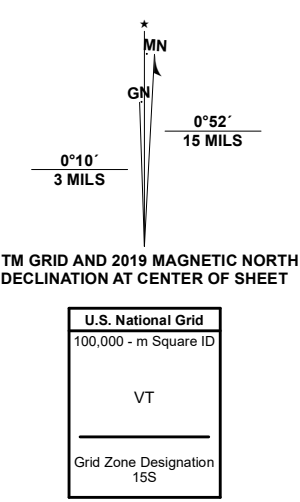 ★
MN
GN
0°52´
15 MILS
0°10´
3 MILS
TM GRID AND 2019 MAGNETIC NORTH
DECLINATION AT CENTER OF SHEET
U.S. National Grid
100,000 - m Square ID
VT
Grid Zone Designation
15S